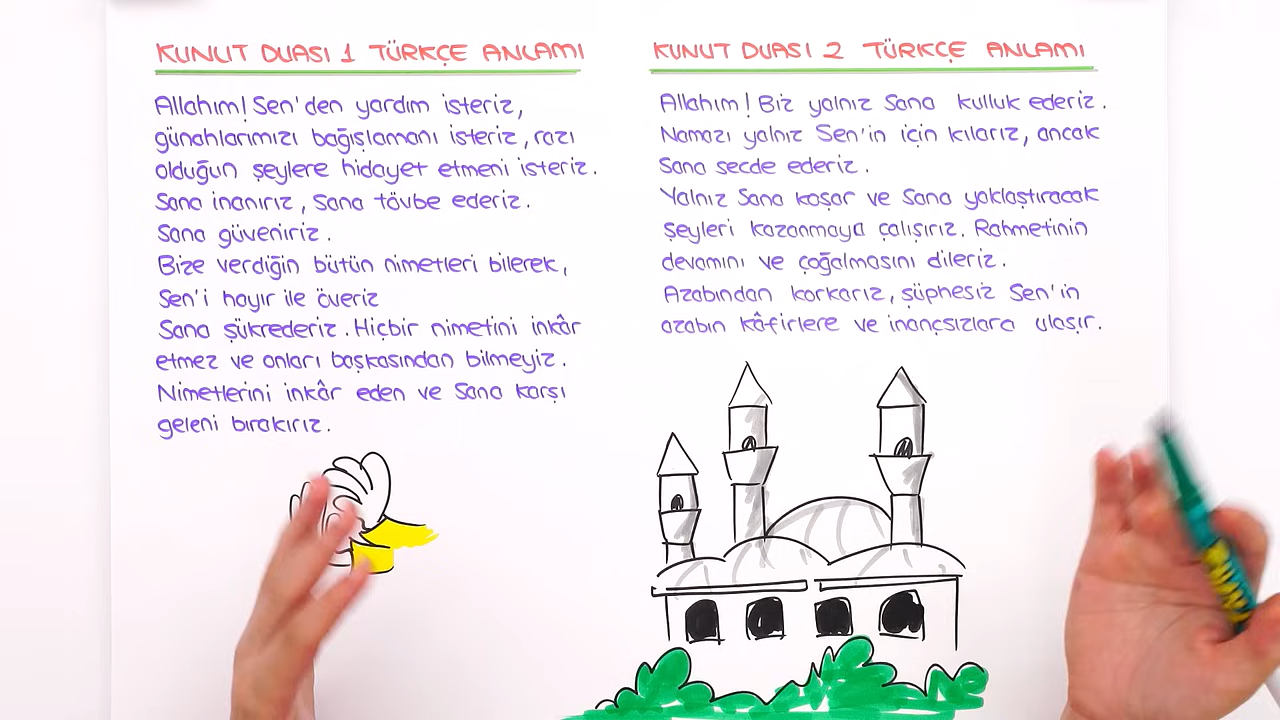 KUNUT DUASI 1 TÜRKÇE ANLAMI
Allahım! Sen'den yardım isteriz,
günahlarımızı bağışlamanı isteriz, razı
olduğun şeylere hidayet etmeni isteriz.
Sana inanırız, Sana tövbe ederiz.
Sana güveniriz.
Bize verdiğin bütün nimetleri bilerek,
Sen'i hayır ile överiz
Sana şükrederiz. Hiçbir nimetini inkâr
etmez ve onları başkasından bilmeyiz.
Nimetlerini inkâr eden ve Sana karşı
geleni bırakırız.
KUNUT DUASI 2 TÜRKÇE ANLAMI
Allahım! Biz yalnız Sana kulluk ederiz.
Namazı yalnız Sen'in için kılarız, ancak
Sana secde ederiz.
Yalnız Sana koşar ve Sana yaklaştıracak
şeyleri kazanmaya çalışırız. Rahmetinin
devamını ve çoğalmasını dileriz.
Azabından korkarız, şüphesiz Sen'in
azabın kâfirlere ve inançsızlara ulaşır.